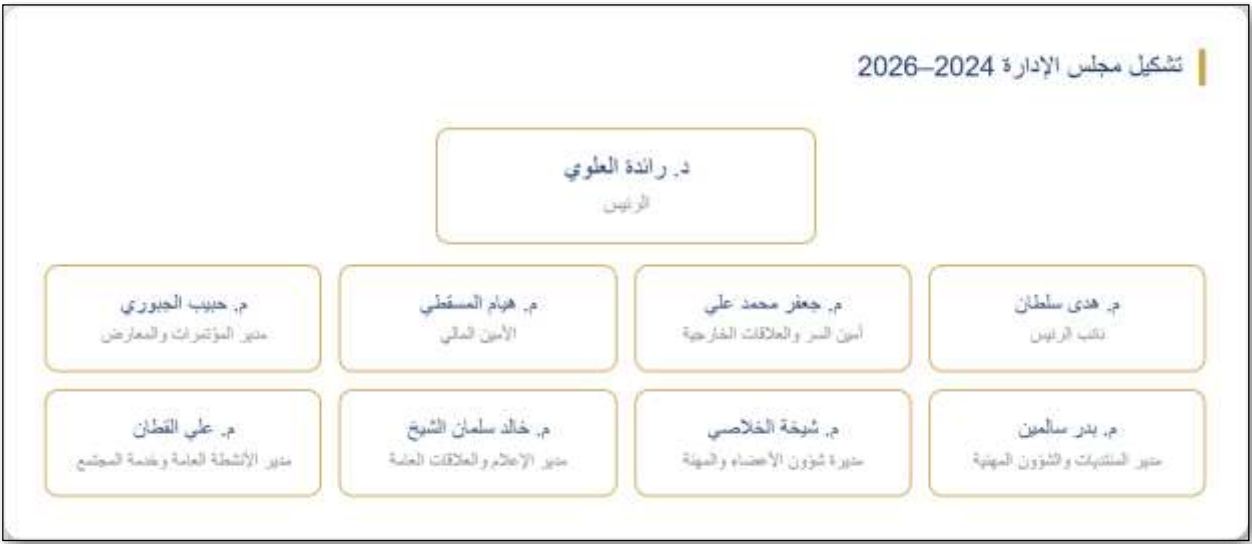 تشكيل مجلس الإدارة 2024–2026
د. رائدة العلوي
الرئيس
م. هدى سلطان
نائب الرئيس
م. جعفر محمد علي
أمين السر والعلاقات الخارجية
م. هيام المسقطي
الأمين المالي
م. حبيب الجبوري
مدير المؤتمرات والمعارض
م. بدر سالمين
مدير المنتديات والشؤون المهنية
م. شيخة الخلاصي
مديرة شؤون الأعضاء والمهنة
م. خالد سلمان الشيخ
مدير الإعلام والعلاقات العامة
م. علي القطان
مدير الأنشطة العامة وخدمة المجتمع